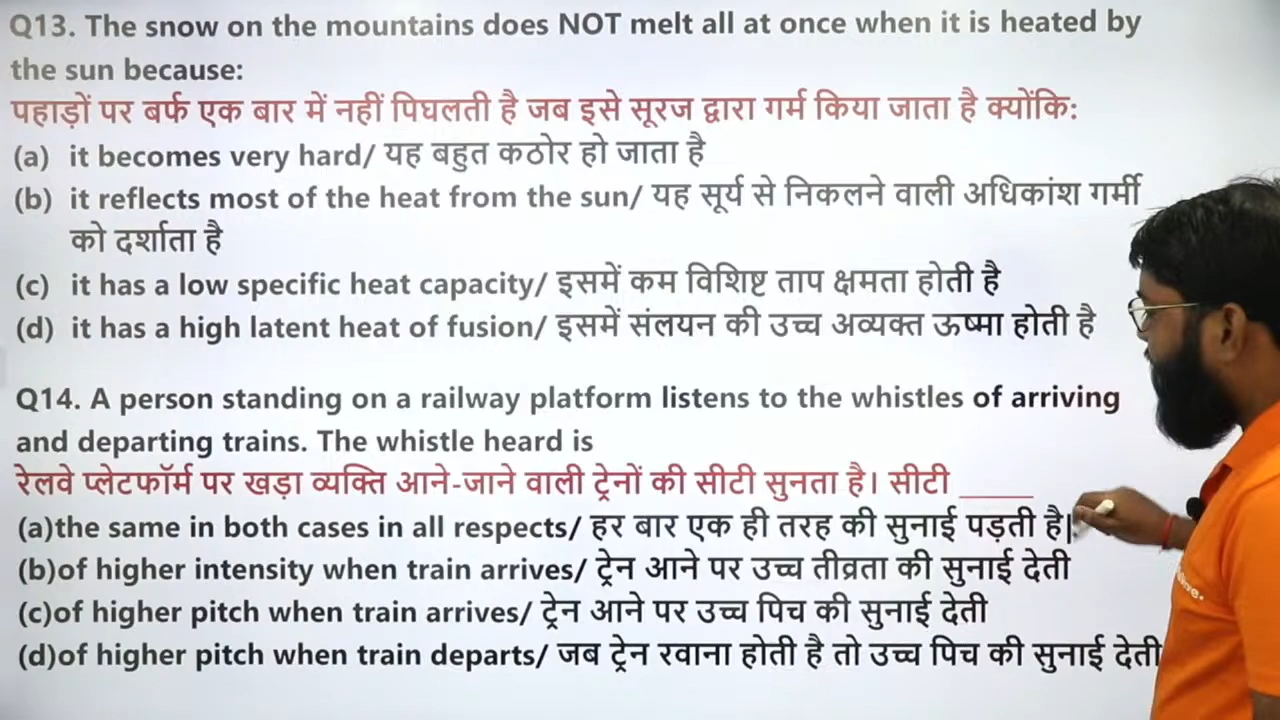 Q13. The snow on the mountains does NOT melt all at once when it is heated by
the sun because:
पहाड़ों पर बर्फ एक बार में नहीं पिघलती है जब इसे सूरज द्वारा गर्म किया जाता है क्योंकि:
(a) it becomes very hard/ यह बहुत कठोर हो जाता है
(b) it reflects most of the heat from the sun/ यह सूर्य से निकलने वाली अधिकांश गर्मी
को दर्शाता है
(c) it has a low specific heat capacity/ इसमें कम विशिष्ट ताप क्षमता होती है
(d) it has a high latent heat of fusion/ इसमें संलयन की उच्च अव्यक्त ऊष्मा होती है
Q14. A person standing on a railway platform listens to the whistles of arriving
and departing trains. The whistle heard is
रेलवे प्लेटफॉर्म पर खड़ा व्यक्ति आने-जाने वाली ट्रेनों की सीटी सुनता है। सीटी _____
(a)the same in both cases in all respects/ हर बार एक ही तरह की सुनाई पड़ती है|
(b)of higher intensity when train arrives/ ट्रेन आने पर उच्च तीव्रता की सुनाई देती
(c)of higher pitch when train arrives/ ट्रेन आने पर उच्च पिच की सुनाई देती
(d)of higher pitch when train departs/ जब ट्रेन रवाना होती है तो उच्च पिच की सुनाई देती